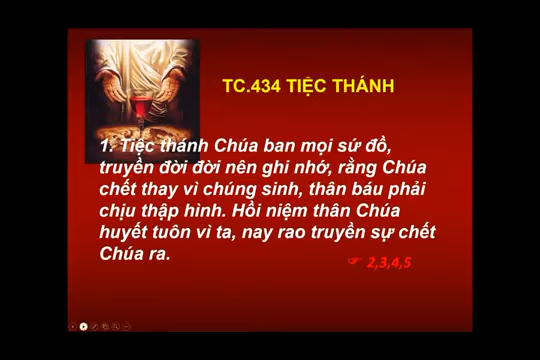 TC.434 TIỆC THÁNH
1. Tiệc thánh Chúa ban mọi sứ đồ,
truyền đời đời nên ghi nhớ, rằng Chúa
chết thay vì chúng sinh, thân báu phải
chịu thập hình. Hồi niệm thân Chúa
huyết tuôn vì ta, nay rao truyền sự chết
Chúa ra.
☞ 2,3,4,5